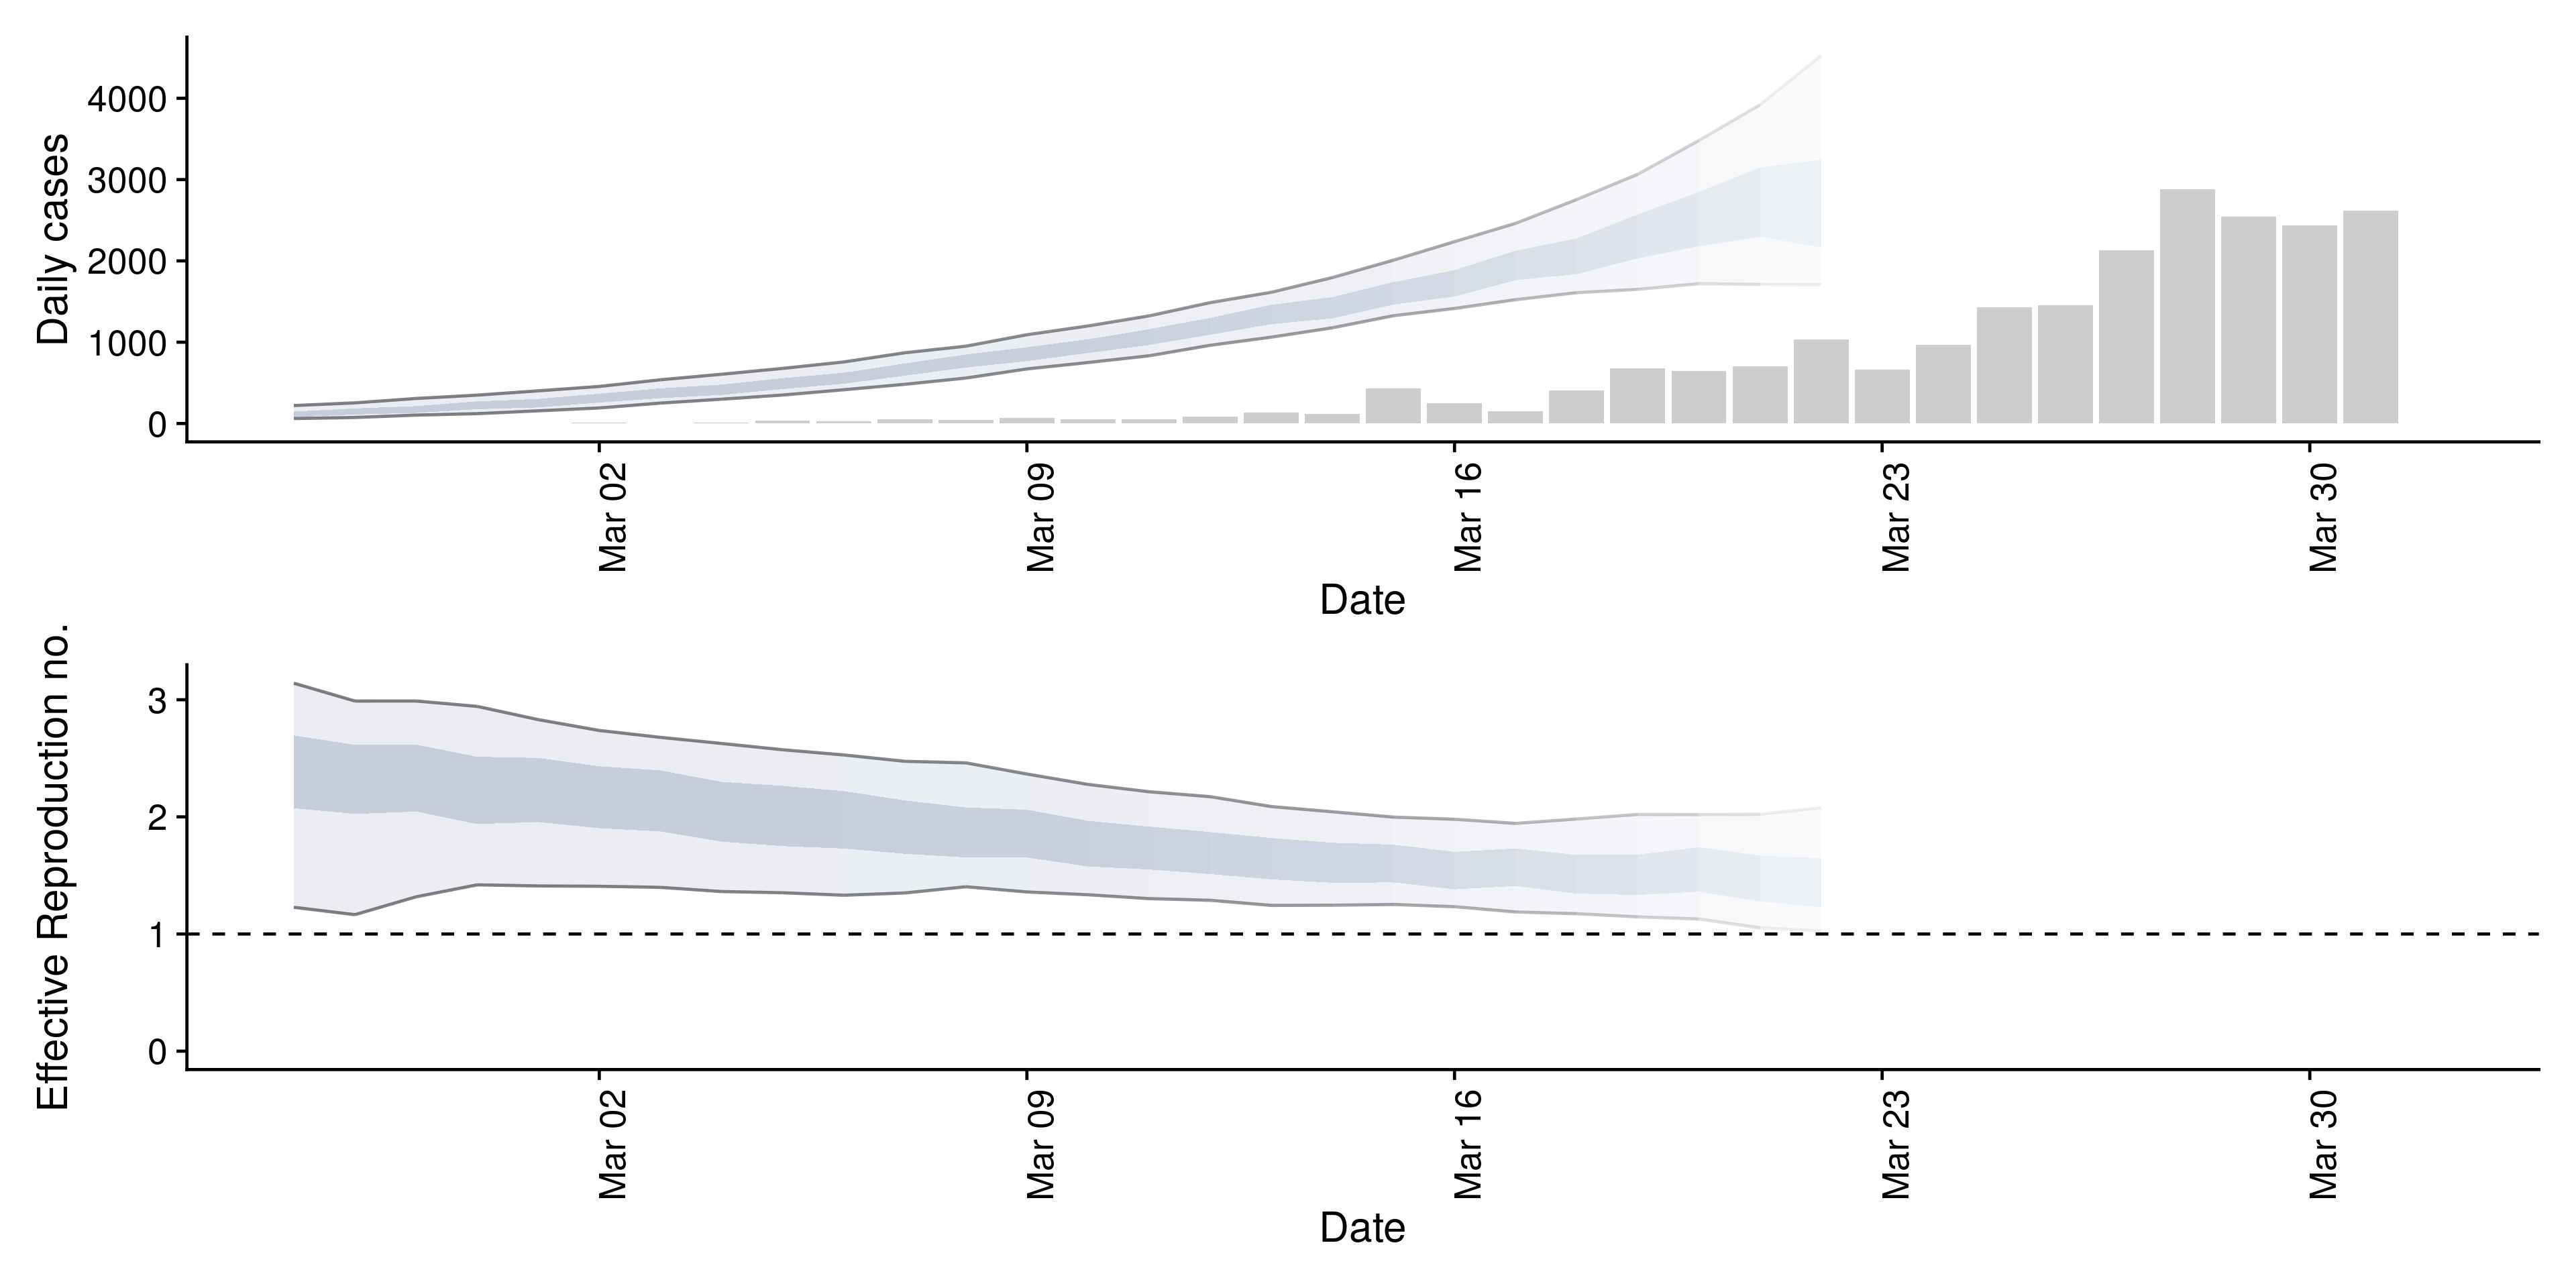 Daily cases
4000
3000
2000
1000
0
Mar 02
Mar 09
Mar 16
Mar 23
Mar 30
Date
Effective Reproduction no.
3
2
1
0
Mar 02
Mar 09
Mar 16
Mar 23
Mar 30
Date